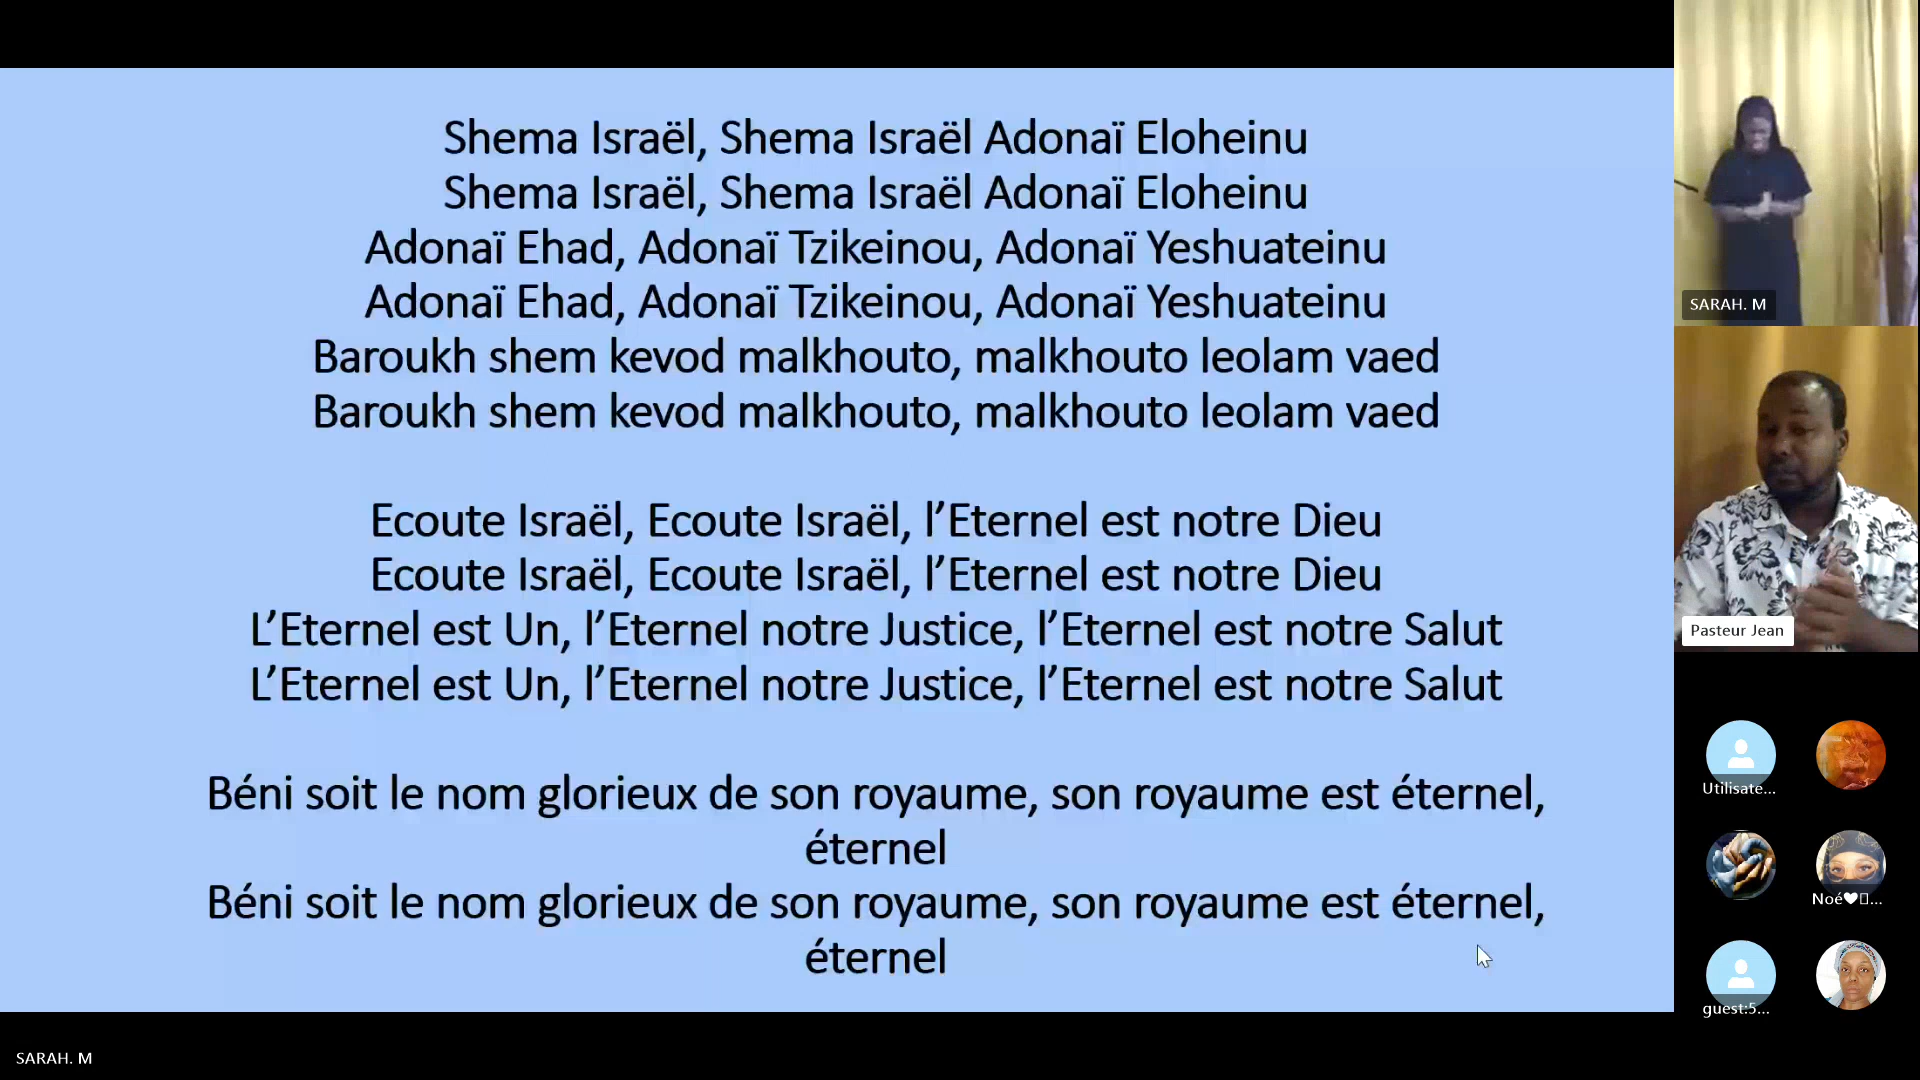 Shema Israël, Shema Israël Adonaï Eloheinu
Shema Israël, Shema Israël Adonaï Eloheinu
Adonaï Ehad, Adonaï Tzikeinou, Adonaï Yeshuateinu
Adonaï Ehad, Adonaï Tzikeinou, Adonaï Yeshuateinu
Baroukh shem kevod malkhouto, malkhouto leolam vaed
Baroukh shem kevod malkhouto, malkhouto leolam vaed
Ecoute Israël, Ecoute Israël, l’Eternel est notre Dieu
Ecoute Israël, Ecoute Israël, l’Eternel est notre Dieu
L’Eternel est Un, l’Eternel notre Justice, l’Eternel est notre Salut
L’Eternel est Un, l’Eternel notre Justice, l’Eternel est notre Salut
Béni soit le nom glorieux de son royaume, son royaume est éternel,
éternel
Béni soit le nom glorieux de son royaume, son royaume est éternel,
éternel
SARAH. M
Pasteur Jean
Utilisate...
Noé♥▯...
guest:5...
SARAH. M